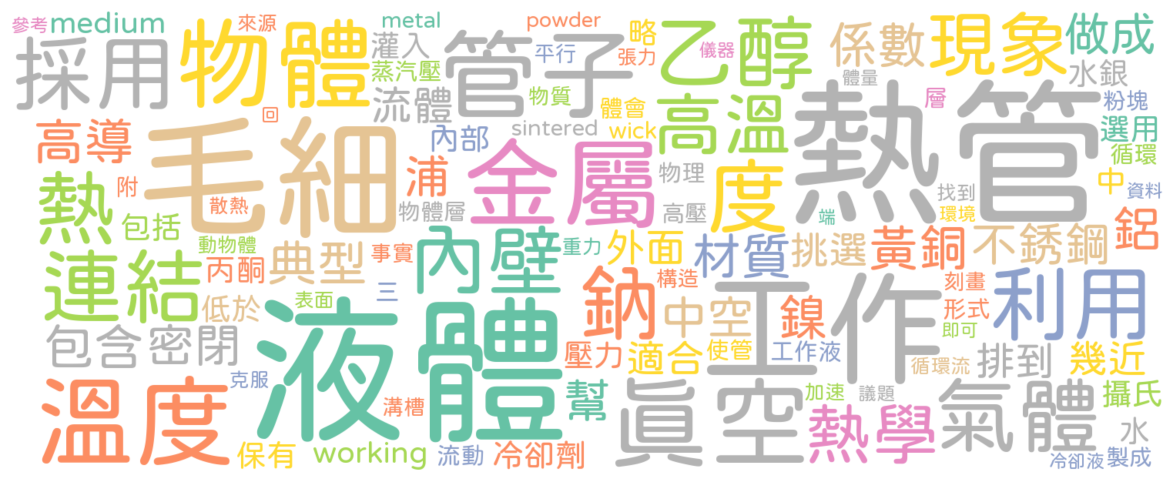 參考
medium
來源
metal
powder
採用
物體
灌入
管子
平行
略
張力
儀器
乙醇
係數
現象
做成
蒸汽壓
流體
物質
體會
高溫
體量
水銀
層
粉塊
高導
毛細
回
內部
sintered
wick
熱管
選用
循環
熱
附
散熱
包括
浦
金屬
物理
度
找到
中
資料
物體層
高壓
端
環境
動物體
連結
丙酮
典型
事實
內壁
重力
外面
材質
挑選
黃銅
不銹鋼
鋁
低於
表面
三
液體
鈉
構造
中空
鎳
工作
刻畫
形式
即可
利用
包含
密閉
克服
壓力
適合
使管
工作液
循環流
排到
幾近
溫度
溝槽
幫
真空
加速
議題
氣體
攝氏
保有
working
流動
冷卻劑
熱學
水
冷卻液
製成